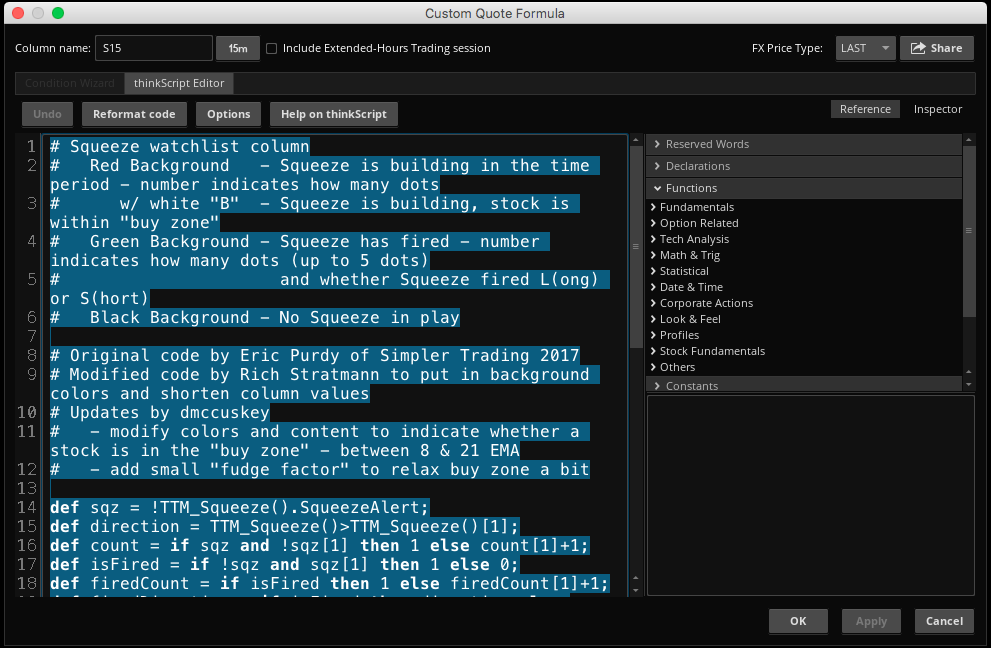 Custom Quote Formula
Column name: S15 15m Include Extended-Hours Trading session FX Price Type: LAST Share
Condition Wizard thinkScript Editor
Undo Reformat code Options Help on thinkScript Reference Inspector
1 # Squeeze watchlist column
2 #   Red Background   - Squeeze is building in the time
period - number indicates how many dots
3 #      w/ white "B"  - Squeeze is building, stock is
within "buy zone"
4 #   Green Background - Squeeze has fired - number
indicates how many dots (up to 5 dots)
5 #                      and whether Squeeze fired L(ong)
or S(hort)
6 #   Black Background - No Squeeze in play
7
8 # Original code by Eric Purdy of Simpler Trading 2017
9 # Modified code by Rich Stratmann to put in background
colors and shorten column values
10 # Updates by dmccuskey
11 #   - modify colors and content to indicate whether a
stock is in the "buy zone" - between 8 & 21 EMA
12 #   - add small "fudge factor" to relax buy zone a bit
13
14 def sqz = !TTM_Squeeze().SqueezeAlert;
15 def direction = TTM_Squeeze()>TTM_Squeeze()[1];
16 def count = if sqz and !sqz[1] then 1 else count[1]+1;
17 def isFired = if !sqz and sqz[1] then 1 else 0;
18 def firedCount = if isFired then 1 else firedCount[1]+1;
Reserved Words
Declarations
Functions
Fundamentals
Option Related
Tech Analysis
Math & Trig
Statistical
Date & Time
Corporate Actions
Look & Feel
Profiles
Stock Fundamentals
Others
Constants
OK Apply Cancel